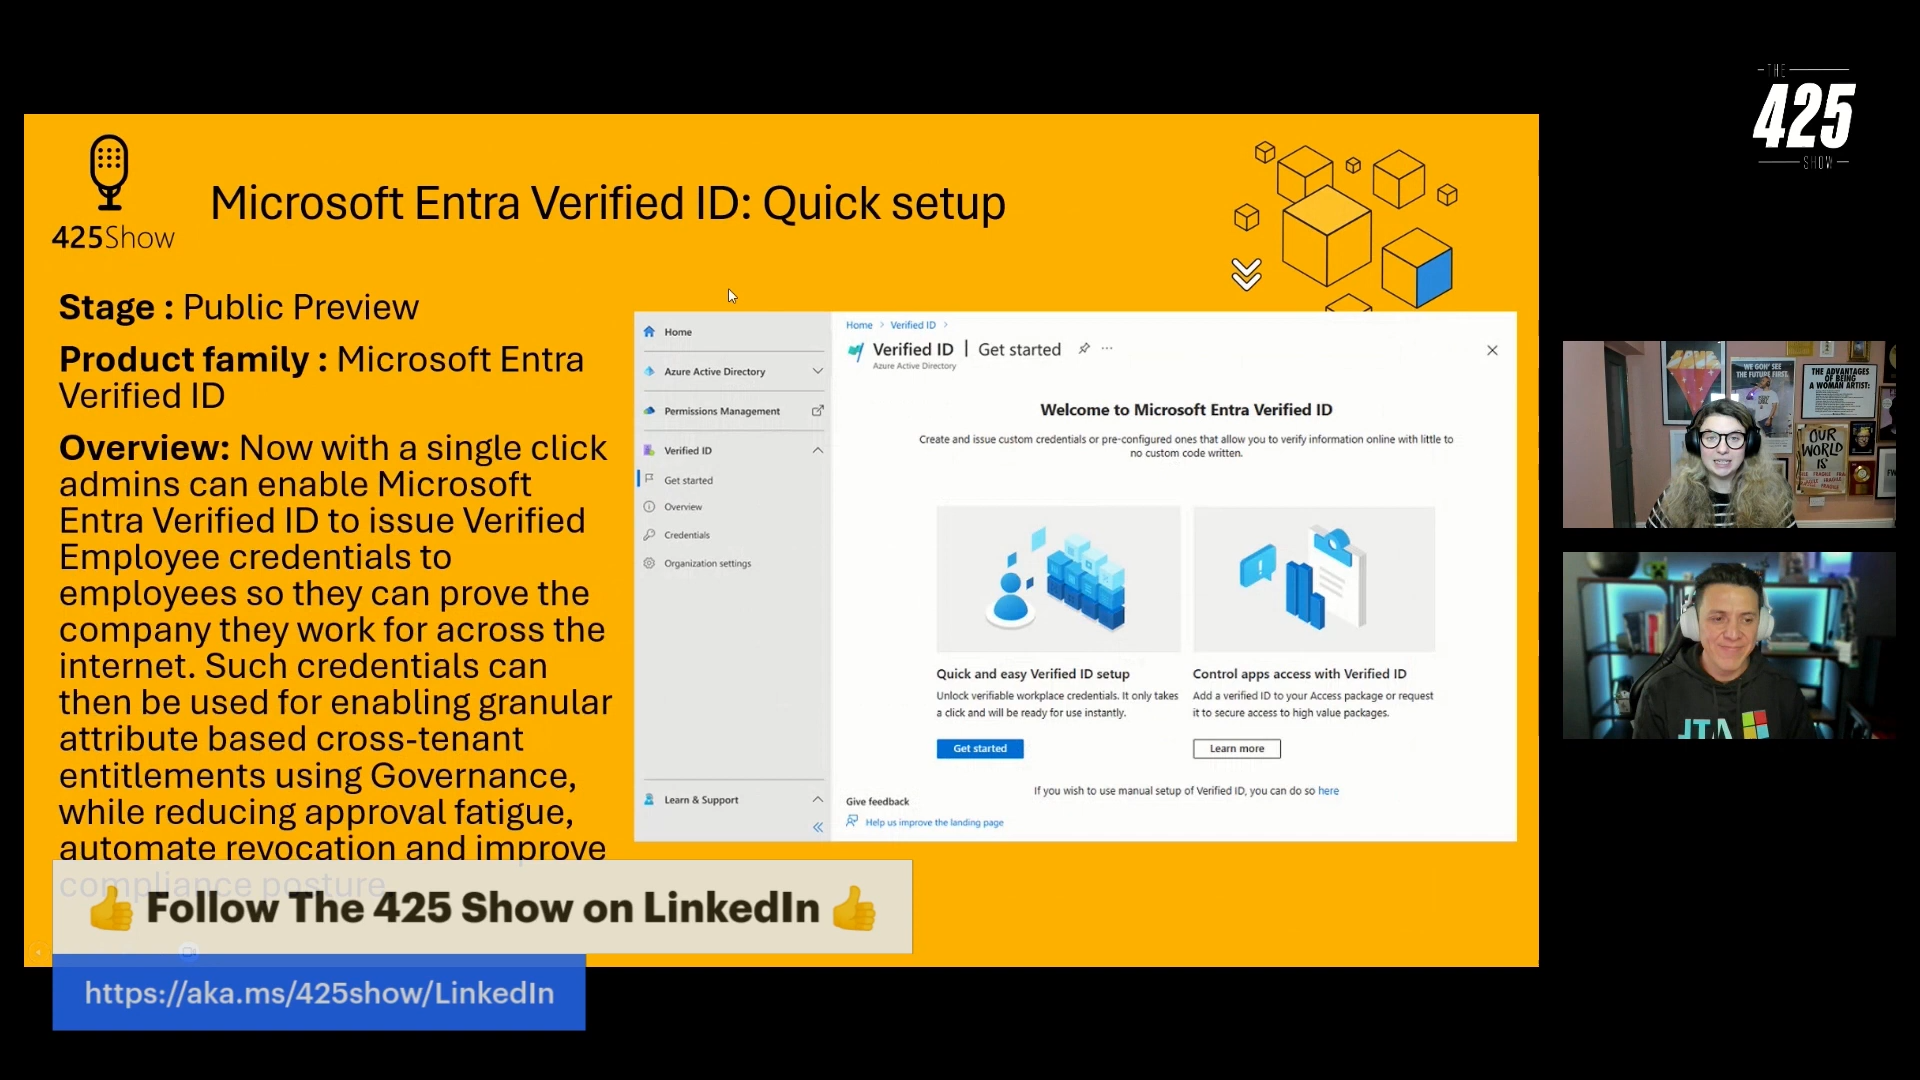 THE
425
SHOW
425Show
Microsoft Entra Verified ID: Quick setup
Stage : Public Preview
Product family : Microsoft Entra
Verified ID
Overview: Now with a single click
admins can enable Microsoft
Entra Verified ID to issue Verified
Employee credentials to
employees so they can prove the
company they work for across the
internet. Such credentials can
then be used for enabling granular
attribute based cross-tenant
entitlements using Governance,
while reducing approval fatigue,
automate revocation and improve
compliance posture
Home
Azure Active Directory
Permissions Management
Verified ID
Get started
Overview
Credentials
Organization settings
Learn & Support
Home > Verified ID >
Verified ID | Get started
Azure Active Directory
Welcome to Microsoft Entra Verified ID
Create and issue custom credentials or pre-configured ones that allow you to verify information online with little to
no custom code written.
Quick and easy Verified ID setup
Unlock verifiable workplace credentials. It only takes
a click and will be ready for use instantly.
Get started
Control apps access with Verified ID
Add a verified ID to your Access package or request
it to secure access to high value packages.
Learn more
If you wish to use manual setup of Verified ID, you can do so here
Give feedback
Help us improve the landing page
👍 Follow The 425 Show on LinkedIn 👍
https://aka.ms/425show/LinkedIn
WE GON' SEE
THE FUTURE FIRST.
THE ADVANTAGES
OF BEING
A WOMAN ARTIST:
OUR
WORLD
IS